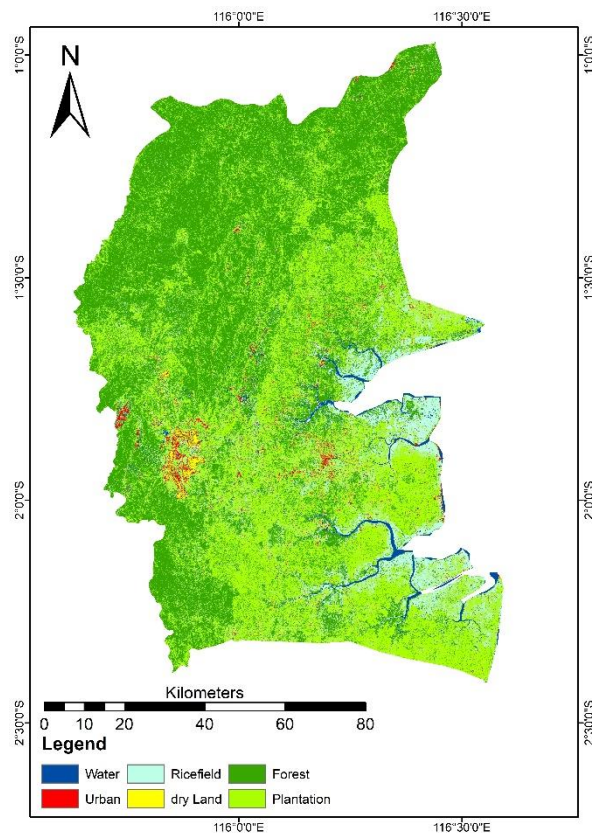 116°0'0"E 116°30'0"E
N
1°0'0"S 1°0'0"S
1°30'0"S 1°30'0"S
2°0'0"S 2°0'0"S
2°30'0"S 2°30'0"S
Kilometers
0 10 20 40 60 80
Legend
Water Ricefield Forest
Urban dry Land Plantation
116°0'0"E 116°30'0"E